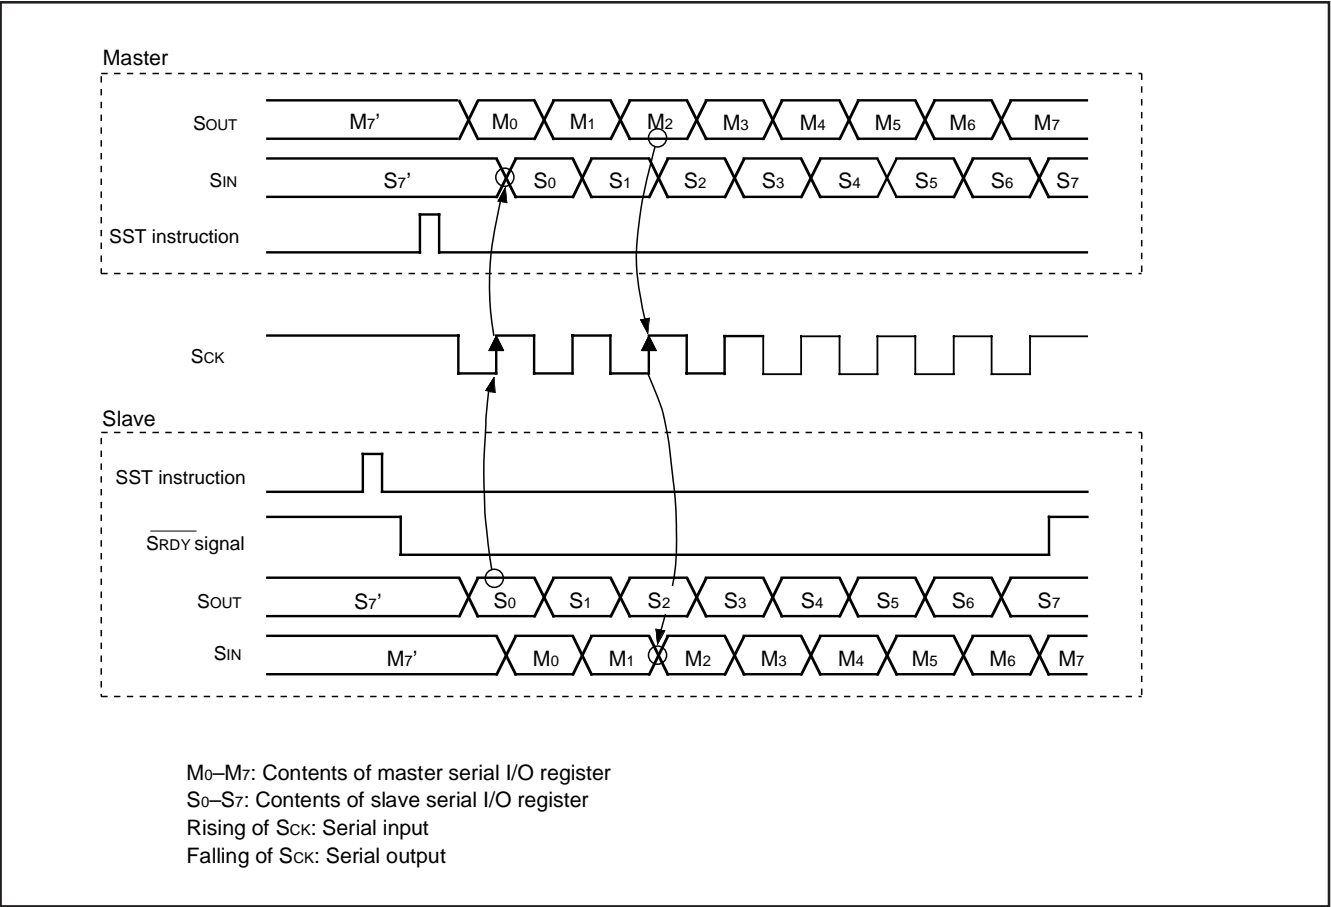 Master
SOUT M7’ M0 M1 M2 M3 M4 M5 M6 M7
SIN S7’ S0 S1 S2 S3 S4 S5 S6 S7
SST instruction
SCK
Slave
SST instruction
SRDY signal
SOUT S7’ S0 S1 S2 S3 S4 S5 S6 S7
SIN M7’ M0 M1 M2 M3 M4 M5 M6 M7
M0–M7: Contents of master serial I/O register
S0–S7: Contents of slave serial I/O register
Rising of SCK: Serial input
Falling of SCK: Serial output